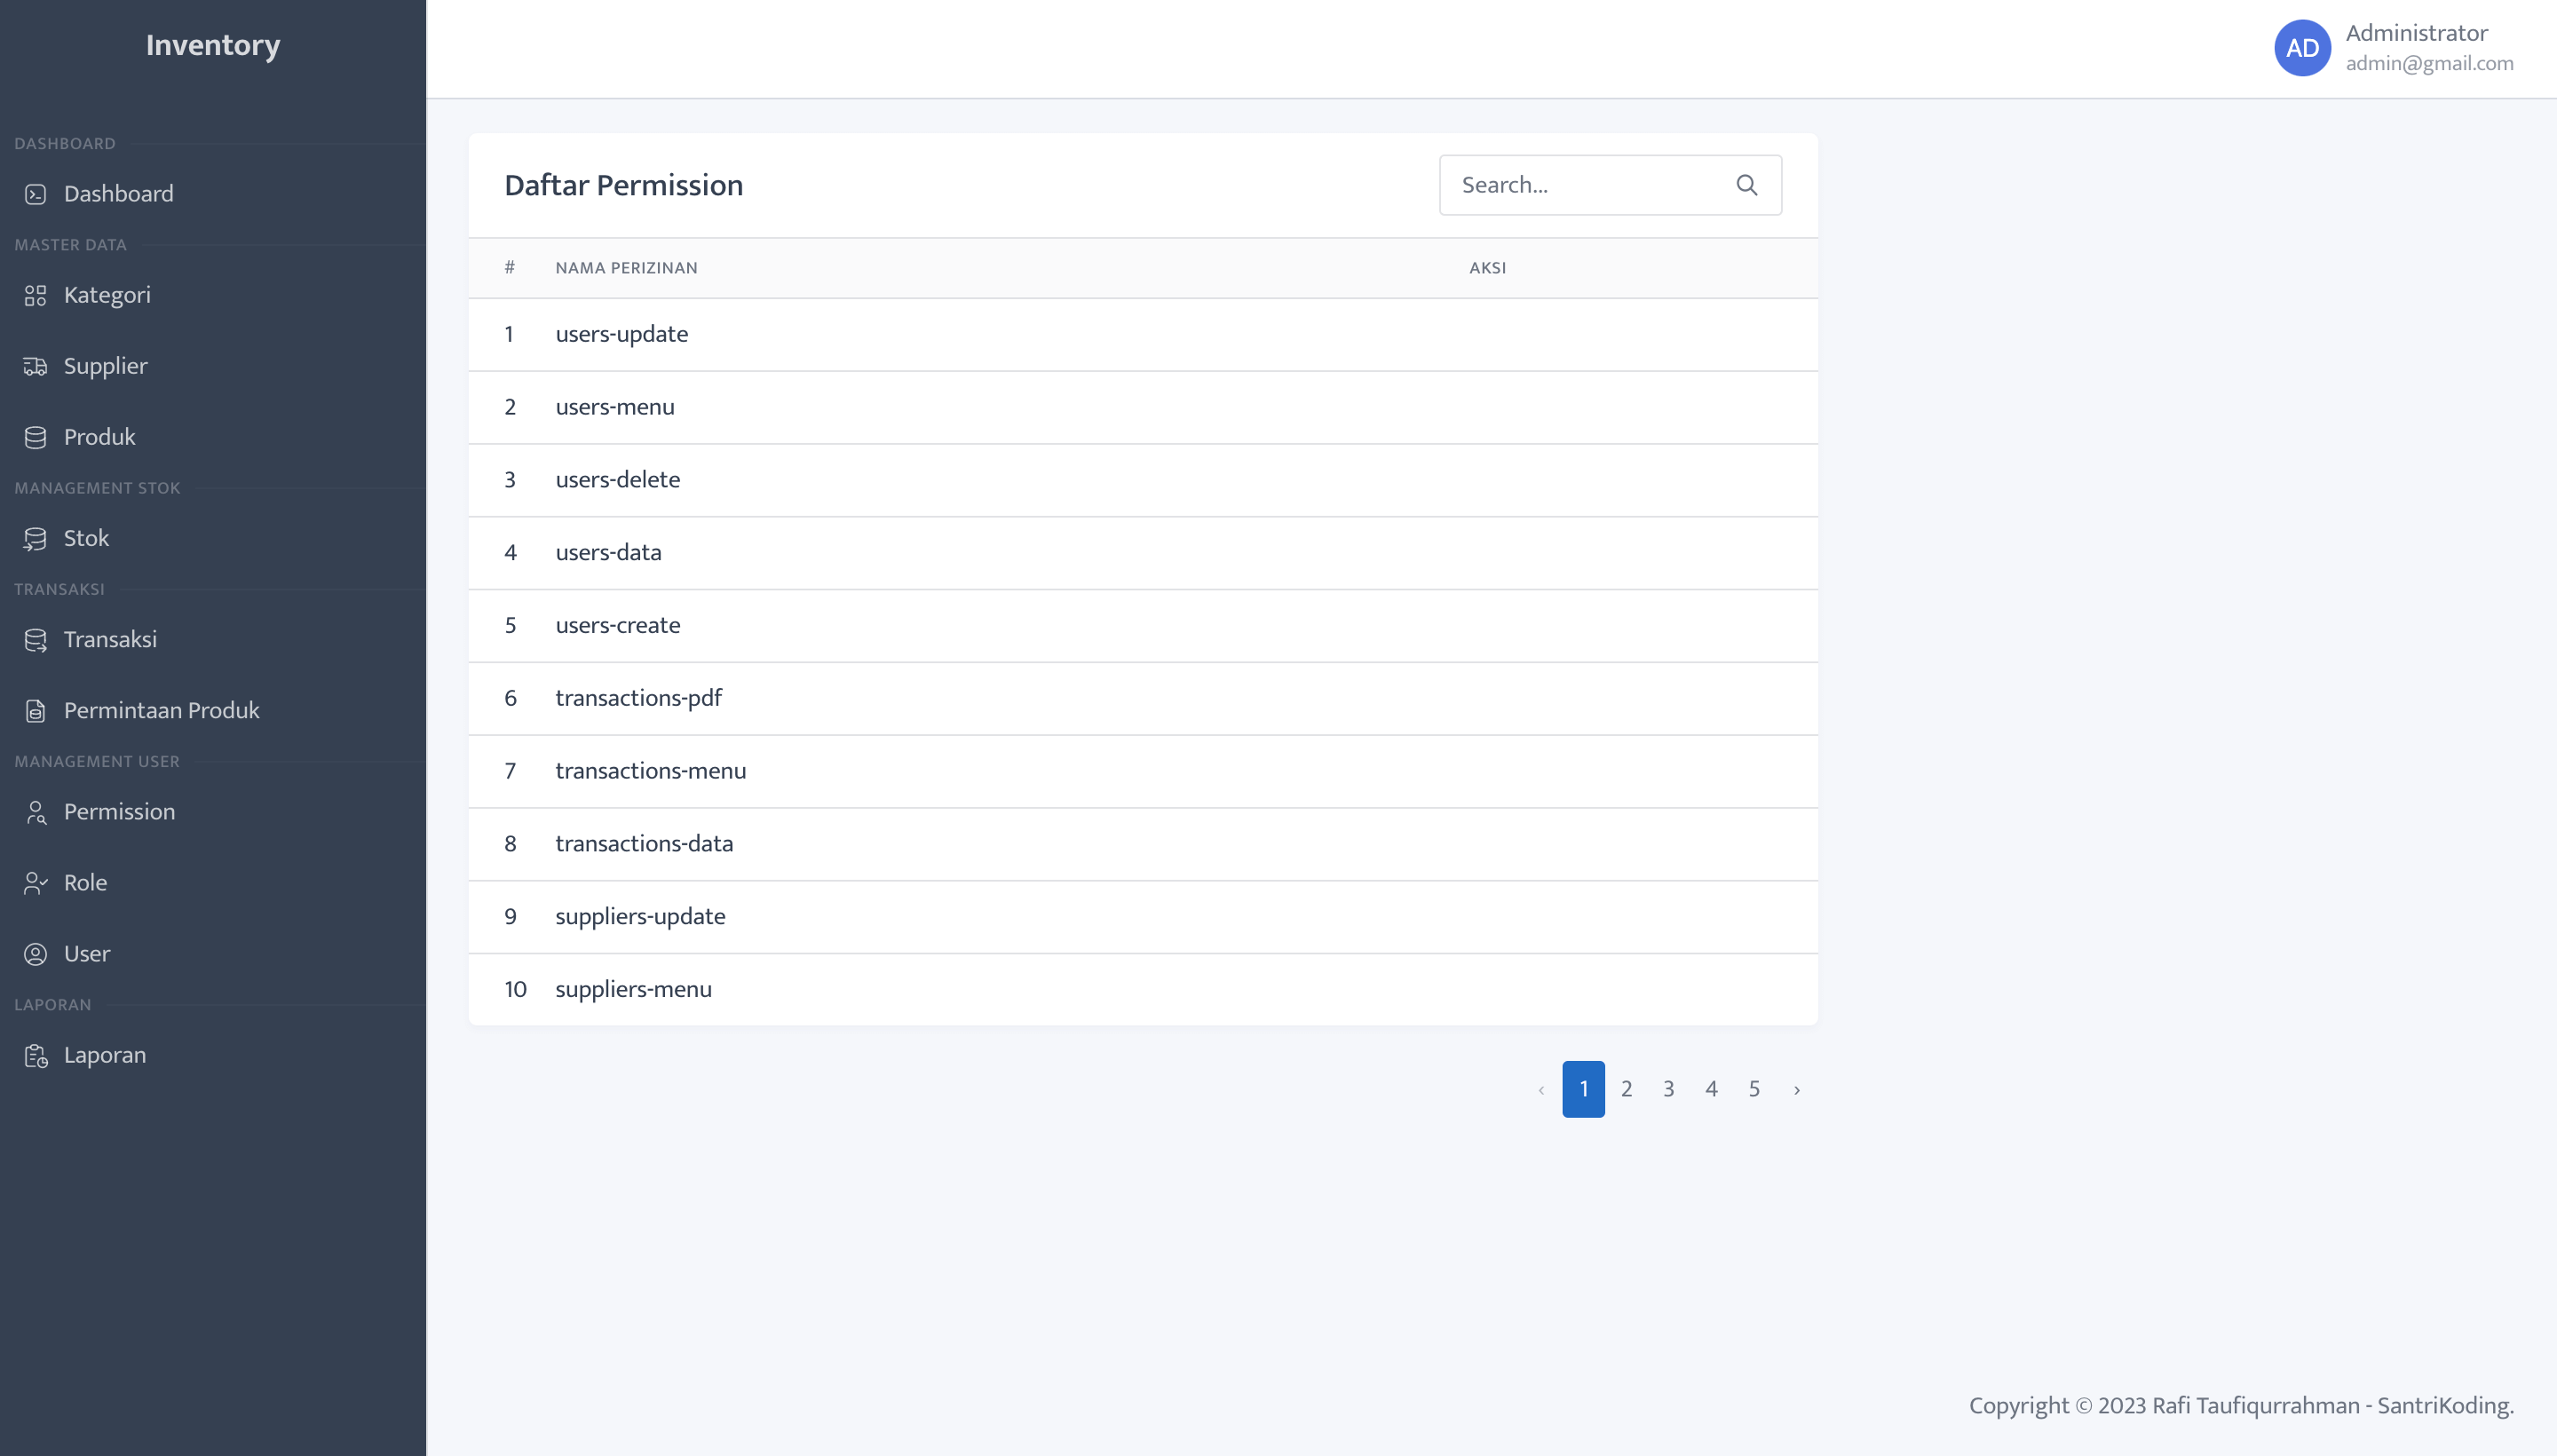 Inventory
DASHBOARD
Dashboard
MASTER DATA
Kategori
Supplier
Produk
MANAGEMENT STOK
Stok
TRANSAKSI
Transaksi
Permintaan Produk
MANAGEMENT USER
Permission
Role
User
LAPORAN
Laporan
AD Administrator
admin@gmail.com
Daftar Permission Search...
# NAMA PERIZINAN AKSI
1 users-update
2 users-menu
3 users-delete
4 users-data
5 users-create
6 transactions-pdf
7 transactions-menu
8 transactions-data
9 suppliers-update
10 suppliers-menu
‹ 1 2 3 4 5 ›
Copyright © 2023 Rafi Taufiqurrahman - SantriKoding.